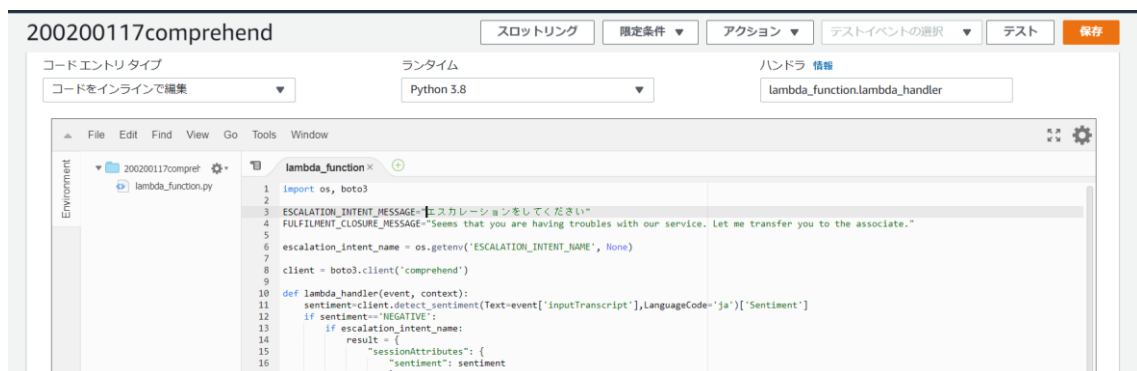 200200117comprehend スロットリング 限定条件 アクション テストイベントの選択 テスト 保存
コード エントリ タイプ ランタイム ハンドラ 情報
コードをインラインで編集 Python 3.8 lambda_function.lambda_handler
File Edit Find View Go Tools Window
Environment
200200117compreh lambda_function ×
lambda_function.py
1 import os, boto3
2
3 ESCALATION_INTENT_MESSAGE="エスカレーションをしてください"
4 FULFILMENT_CLOSURE_MESSAGE="Seems that you are having troubles with our service. Let me transfer you to the associate."
5
6 escalation_intent_name = os.getenv('ESCALATION_INTENT_NAME', None)
7
8 client = boto3.client('comprehend')
9
10 def lambda_handler(event, context):
11     sentiment=client.detect_sentiment(Text=event['inputTranscript'],LanguageCode='ja')['Sentiment']
12     if sentiment=='NEGATIVE':
13         if escalation_intent_name:
14             result = {
15                 "sessionAttributes": {
16                     "sentiment": sentiment